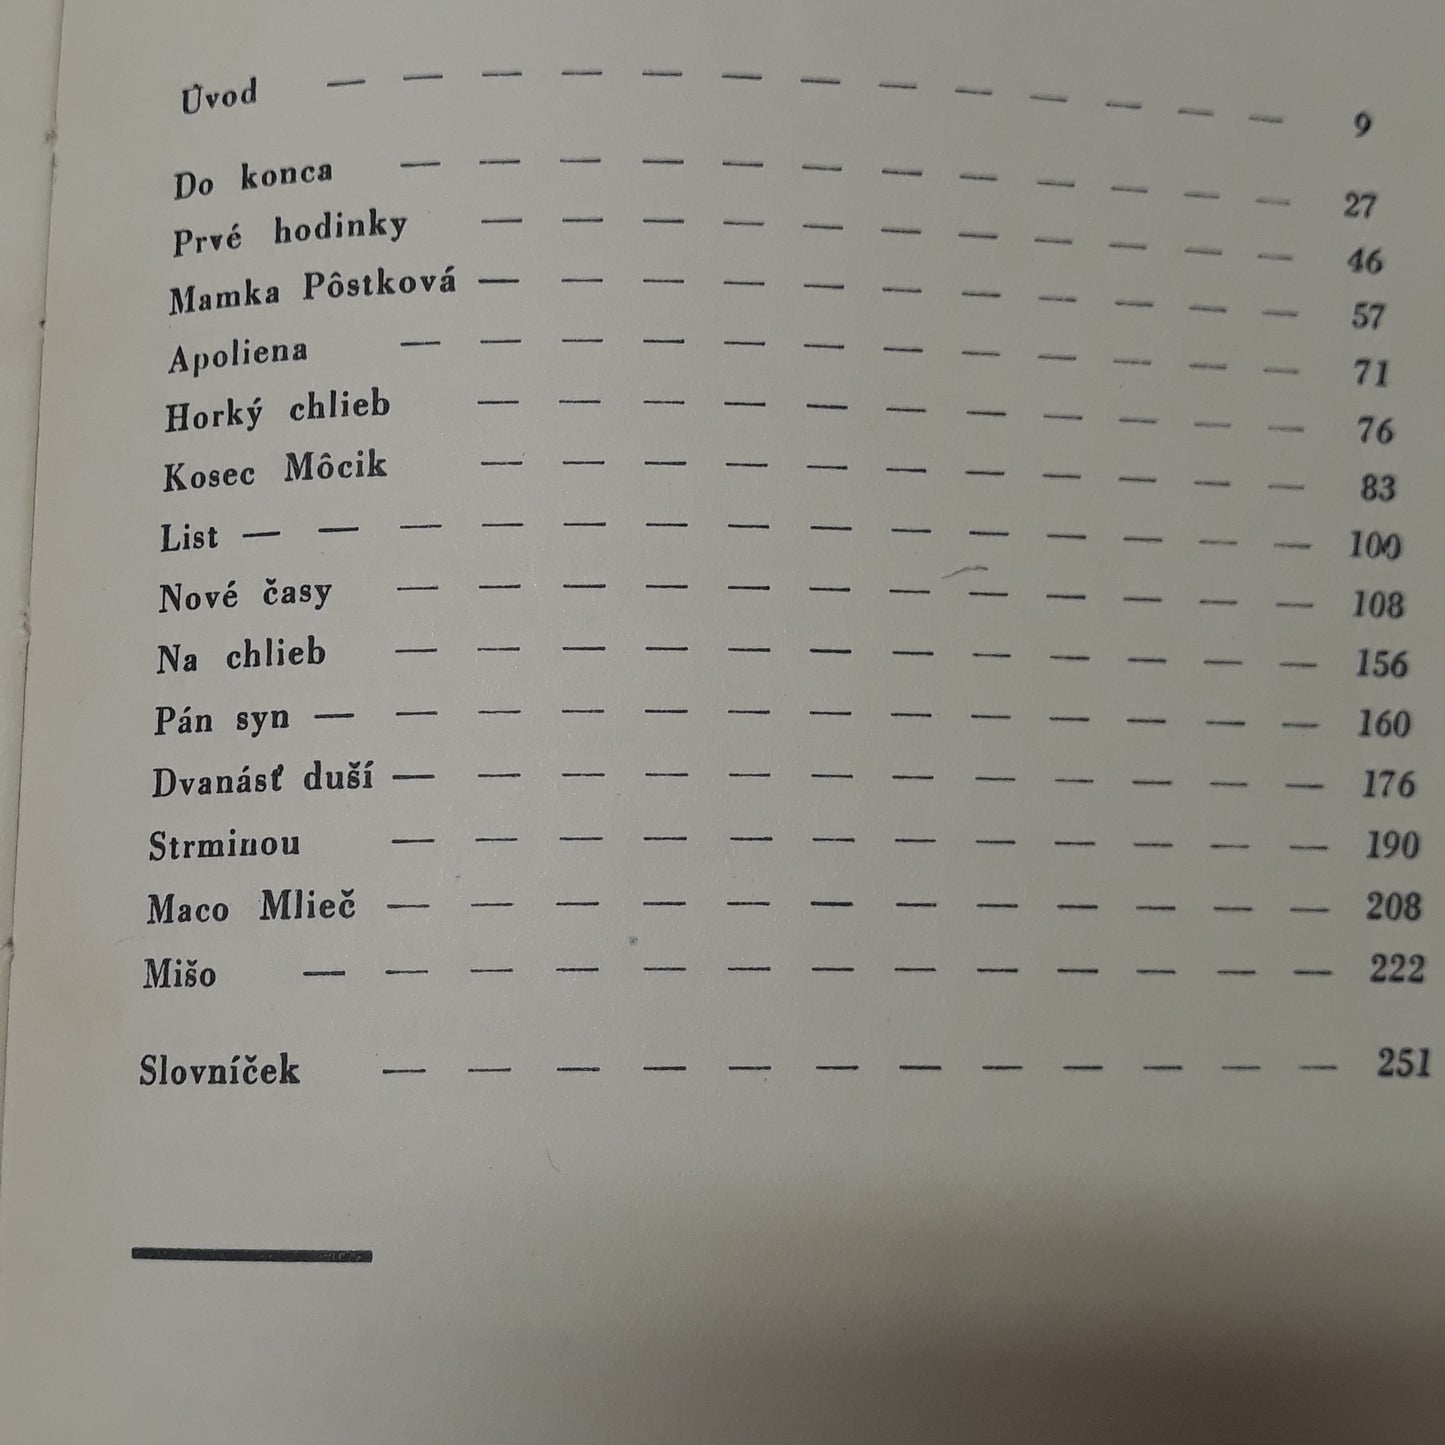 Úvod — — — — — — — — — — — — — 9
Do konca — — — — — — — — — — — — 27
Prvé hodinky — — — — — — — — — — — 46
Mamka Pôstková — — — — — — — — — — — 57
Apoliena — — — — — — — — — — — — 71
Horký chlieb — — — — — — — — — — — 76
Kosec Môcik — — — — — — — — — — — 83
List — — — — — — — — — — — — — — 100
Nové časy — — — — — — — — — — — — 108
Na chlieb — — — — — — — — — — — — 156
Pán syn — — — — — — — — — — — — — 160
Dvanásť duší — — — — — — — — — — — — 176
Strminou — — — — — — — — — — — — 190
Maco Mlieč — — — — — — — — — — — — 208
Mišo — — — — — — — — — — — — — 222
Slovníček — — — — — — — — — — — — 251